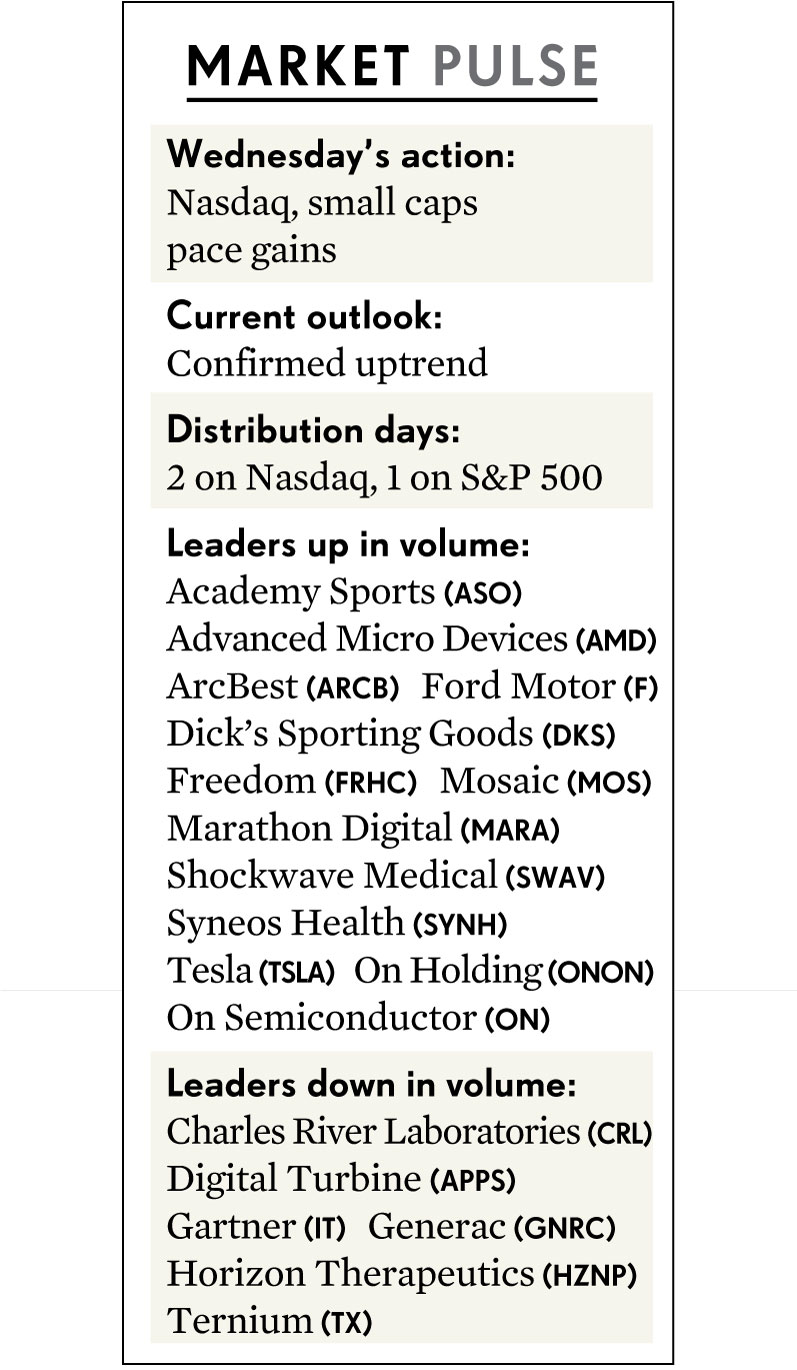 MARKET PULSE
Wednesday’s action:
Nasdaq, small caps
pace gains
Current outlook:
Confirmed uptrend
Distribution days:
2 on Nasdaq, 1 on S&P 500
Leaders up in volume:
Academy Sports (ASO)
Advanced Micro Devices (AMD)
ArcBest (ARCB) Ford Motor (F)
Dick’s Sporting Goods (DKS)
Freedom (FRHC) Mosaic (MOS)
Marathon Digital (MARA)
Shockwave Medical (SWAV)
Syneos Health (SYNH)
Tesla (TSLA) On Holding (ONON)
On Semiconductor (ON)
Leaders down in volume:
Charles River Laboratories (CRL)
Digital Turbine (APPS)
Gartner (IT) Generac (GNRC)
Horizon Therapeutics (HZNP)
Ternium (TX)